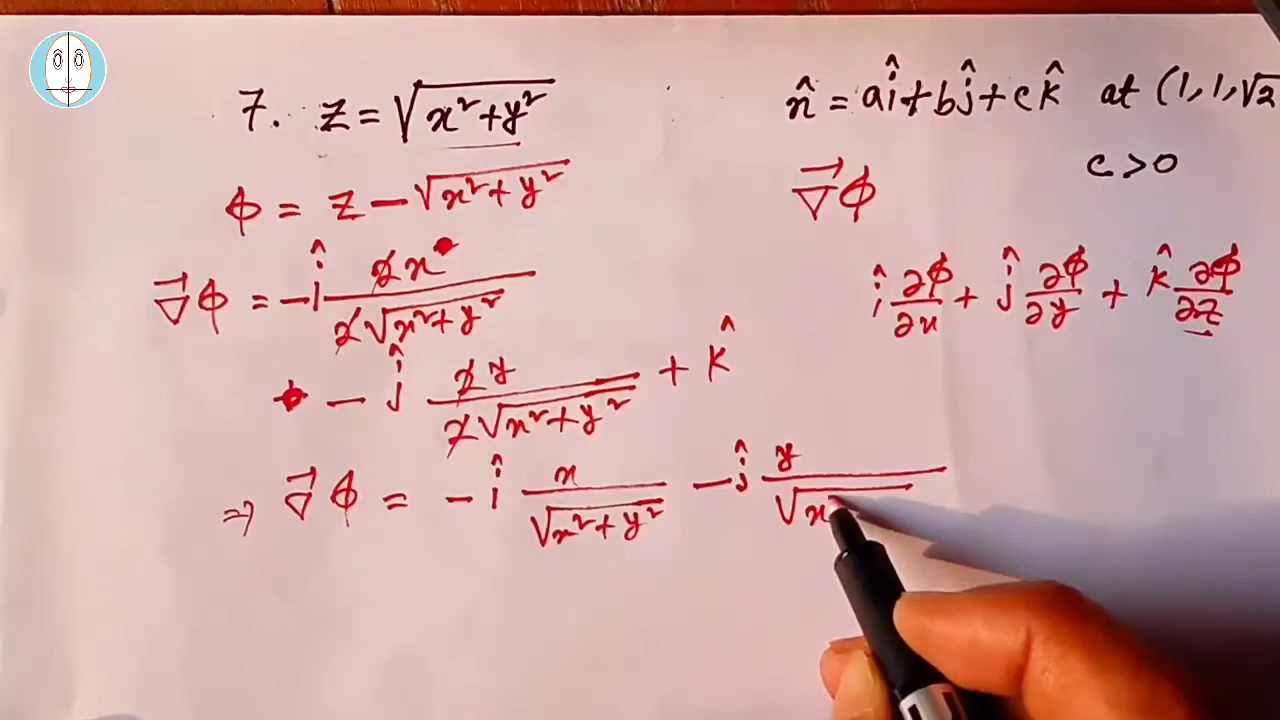 7. z = √(x²+y²)
n̂ = aî + bĵ + ck̂ at (1,1,√2
c > 0
ϕ = z − √(x²+y²)
∇⃗ϕ
∇⃗ϕ = −î 2x / 2√(x²+y²)
î ∂ϕ/∂x + ĵ ∂ϕ/∂y + k̂ ∂ϕ/∂z
− ĵ 2y / 2√(x²+y²) + k̂
⇒ ∇⃗ϕ = −î x / √(x²+y²) − ĵ y / √x